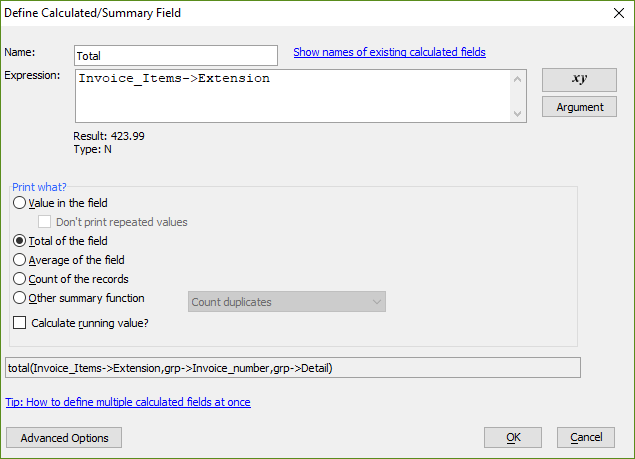 Define Calculated/Summary Field
Name:
Total
Show names of existing calculated fields
Expression:
Invoice_Items->Extension
xy
Argument
Result: 423.99
Type: N
Print what?
Value in the field
Don't print repeated values
Total of the field
Average of the field
Count of the records
Other summary function
Count duplicates
Calculate running value?
total(Invoice_Items->Extension,grp->Invoice_number,grp->Detail)
Tip: How to define multiple calculated fields at once
Advanced Options
OK
Cancel